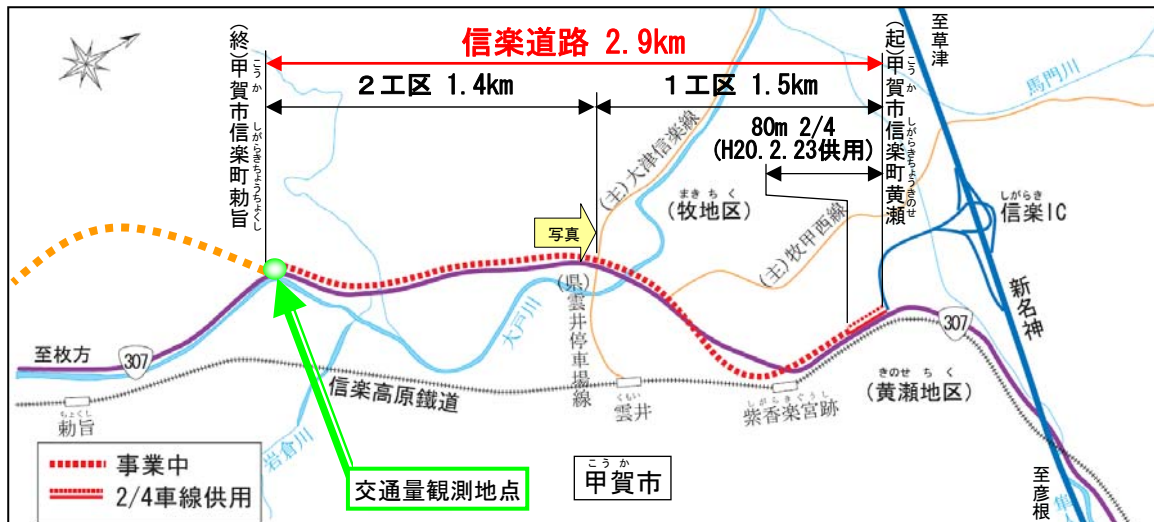 信楽道路 2.9km
2工区 1.4km
1工区 1.5km
80m 2/4
(H20.2.23供用)
(終)甲賀市信楽町勅旨
こうか
しがらきちょうちょくし
(起)甲賀市信楽町黄瀬
こうか
しがらきちょうきのせ
至草津
馬門川
(主)大津信楽線
まきちく
(牧地区)
しがらき
信楽IC
写真
(主)牧甲西線
新名神
大戸川
(県)雲井停車場線
307
至枚方
307
信楽高原鐵道
きのせちく
(黄瀬地区)
ちょくし
勅旨
くもい
雲井
しがらきぐうし
紫香楽宮跡
岩倉川
事業中
2/4車線供用
交通量観測地点
こうか
甲賀市
至彦根